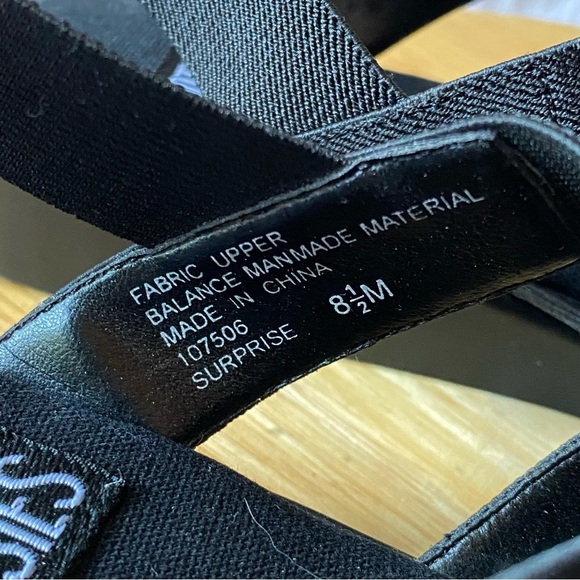 FABRIC UPPER
BALANCE MANMADE MATERIAL
MADE IN CHINA
107506
SURPRISE 8½M